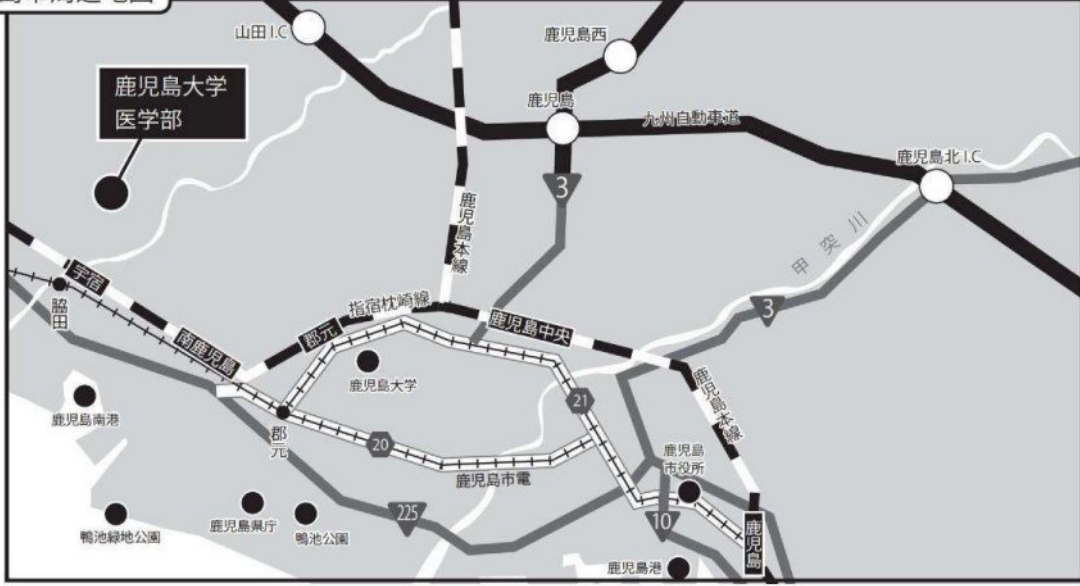 山田I.C
鹿児島西
鹿児島大学
医学部
鹿児島
九州自動車道
鹿児島北I.C
3
鹿児島本線
甲突川
宇宿
脇田
指宿枕崎線
3
郡元
鹿児島中央
南鹿児島
鹿児島大学
鹿児島本線
鹿児島南港
21
郡元
20
鹿児島
市役所
鹿児島市電
225
10
鹿児島県庁
鴨池公園
鴨池緑地公園
鹿児島
鹿児島港